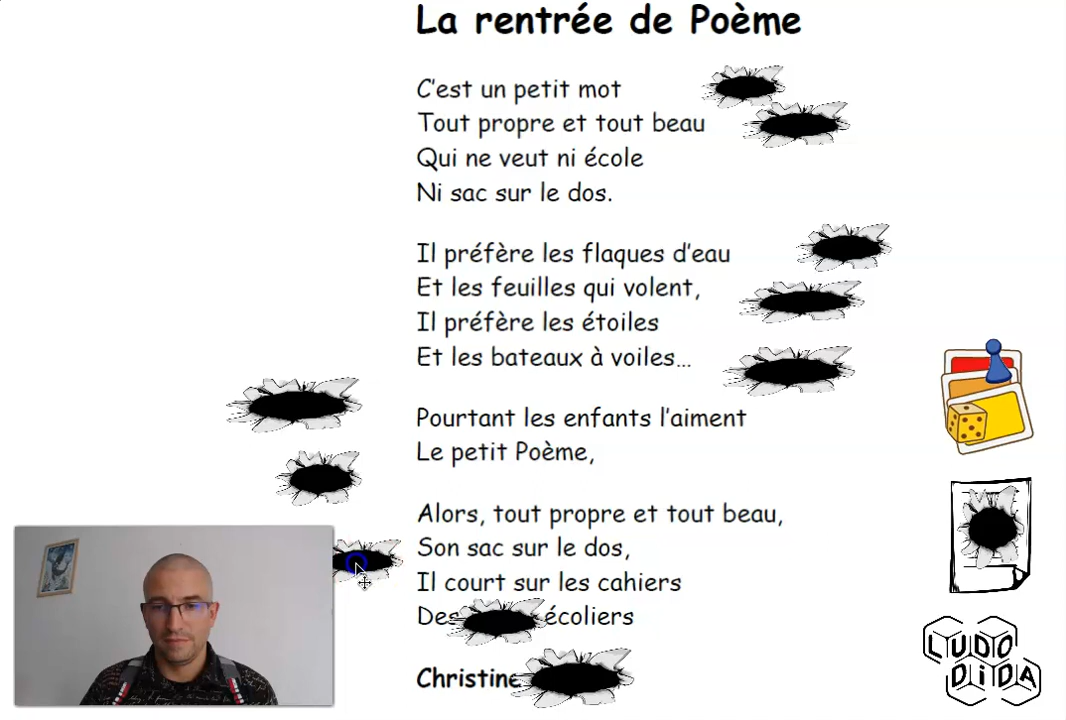 La rentrée de Poème
C'est un petit mot
Tout propre et tout beau
Qui ne veut ni école
Ni sac sur le dos.
Il préfère les flaques d'eau
Et les feuilles qui volent,
Il préfère les étoiles
Et les bateaux à voiles...
Pourtant les enfants l'aiment
Le petit Poème,
Alors, tout propre et tout beau,
Son sac sur le dos,
Il court sur les cahiers
Des écoliers
Christine
LUDO
DiDA